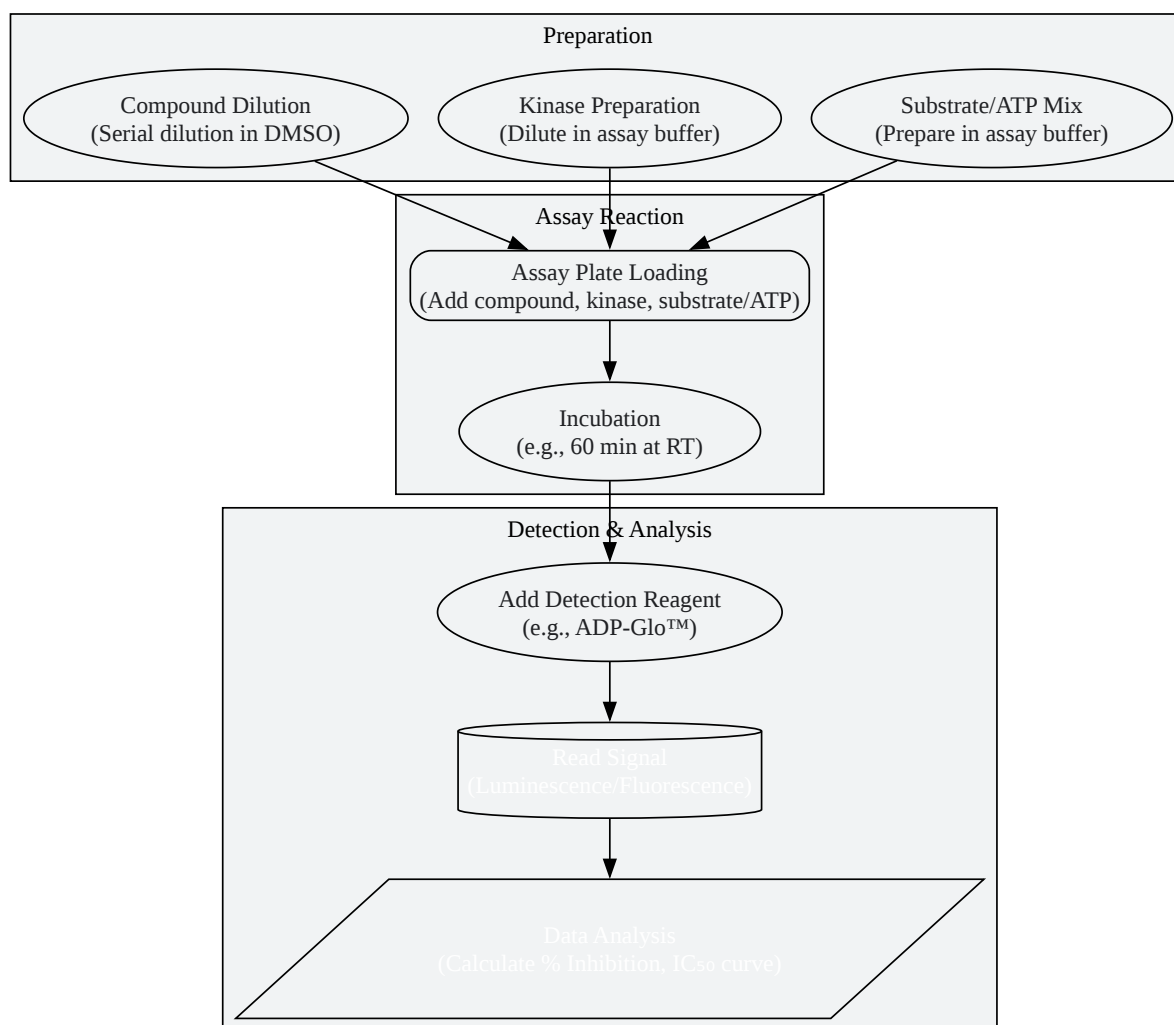 Preparation
Compound Dilution
(Serial dilution in DMSO)
Kinase Preparation
(Dilute in assay buffer)
Substrate/ATP Mix
(Prepare in assay buffer)
Assay Reaction
Assay Plate Loading
(Add compound, kinase, substrate/ATP)
Incubation
(e.g., 60 min at RT)
Detection & Analysis
Add Detection Reagent
(e.g., ADP-Glo™)
Read Signal
(Luminescence/Fluorescence)
Data Analysis
(Calculate % Inhibition, IC₅₀ curve)